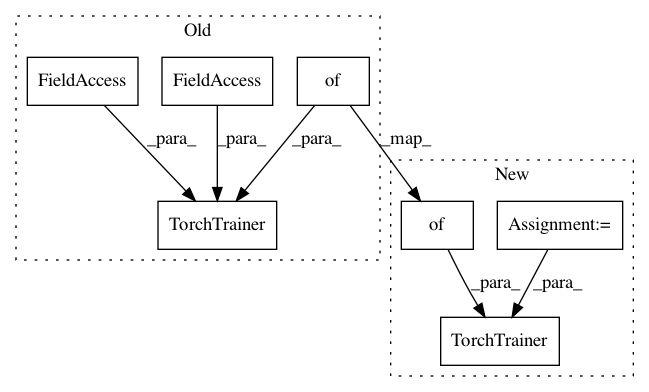 Old
FieldAccess
FieldAccess
of
_para_
_para_
_para_
_map_
New
TorchTrainer
of
Assignment:=
_para_
_para_
TorchTrainer